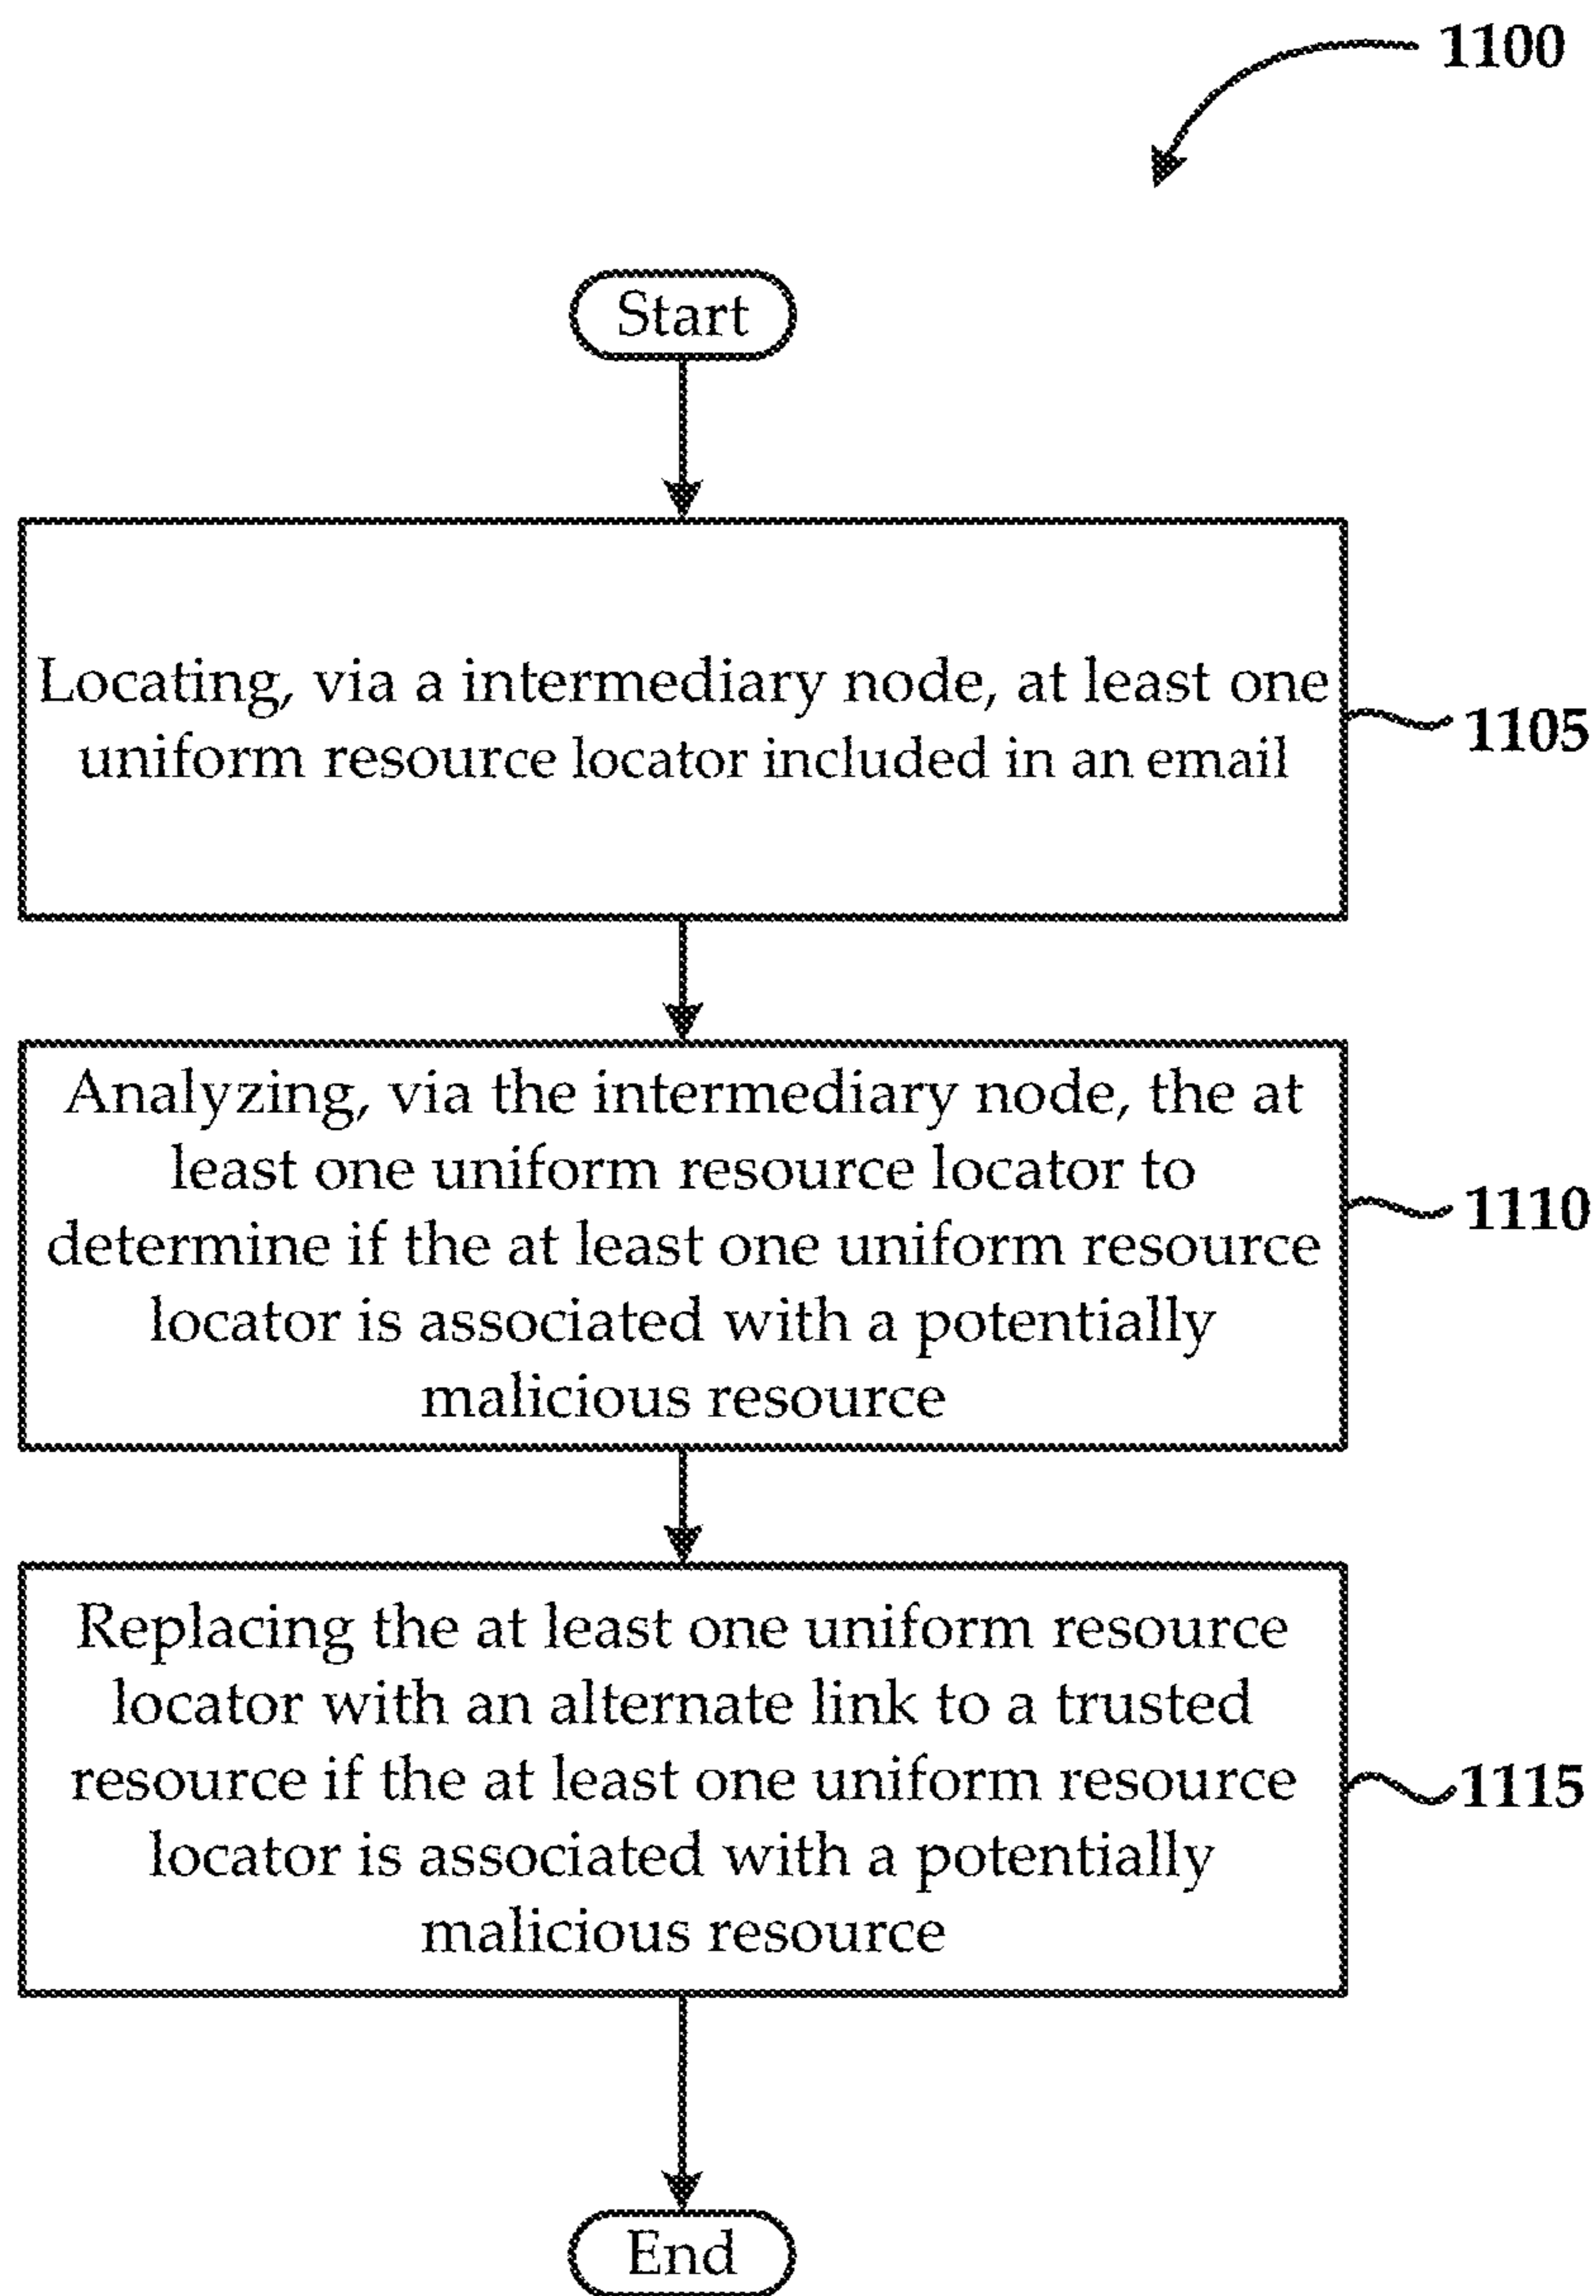 1100
Start
Locating, via a intermediary node, at least one
uniform resource locator included in an email
1105
Analyzing, via the intermediary node, the at
least one uniform resource locator to
determine if the at least one uniform resource
locator is associated with a potentially
malicious resource
1110
Replacing the at least one uniform resource
locator with an alternate link to a trusted
resource if the at least one uniform resource
locator is associated with a potentially
malicious resource
1115
End